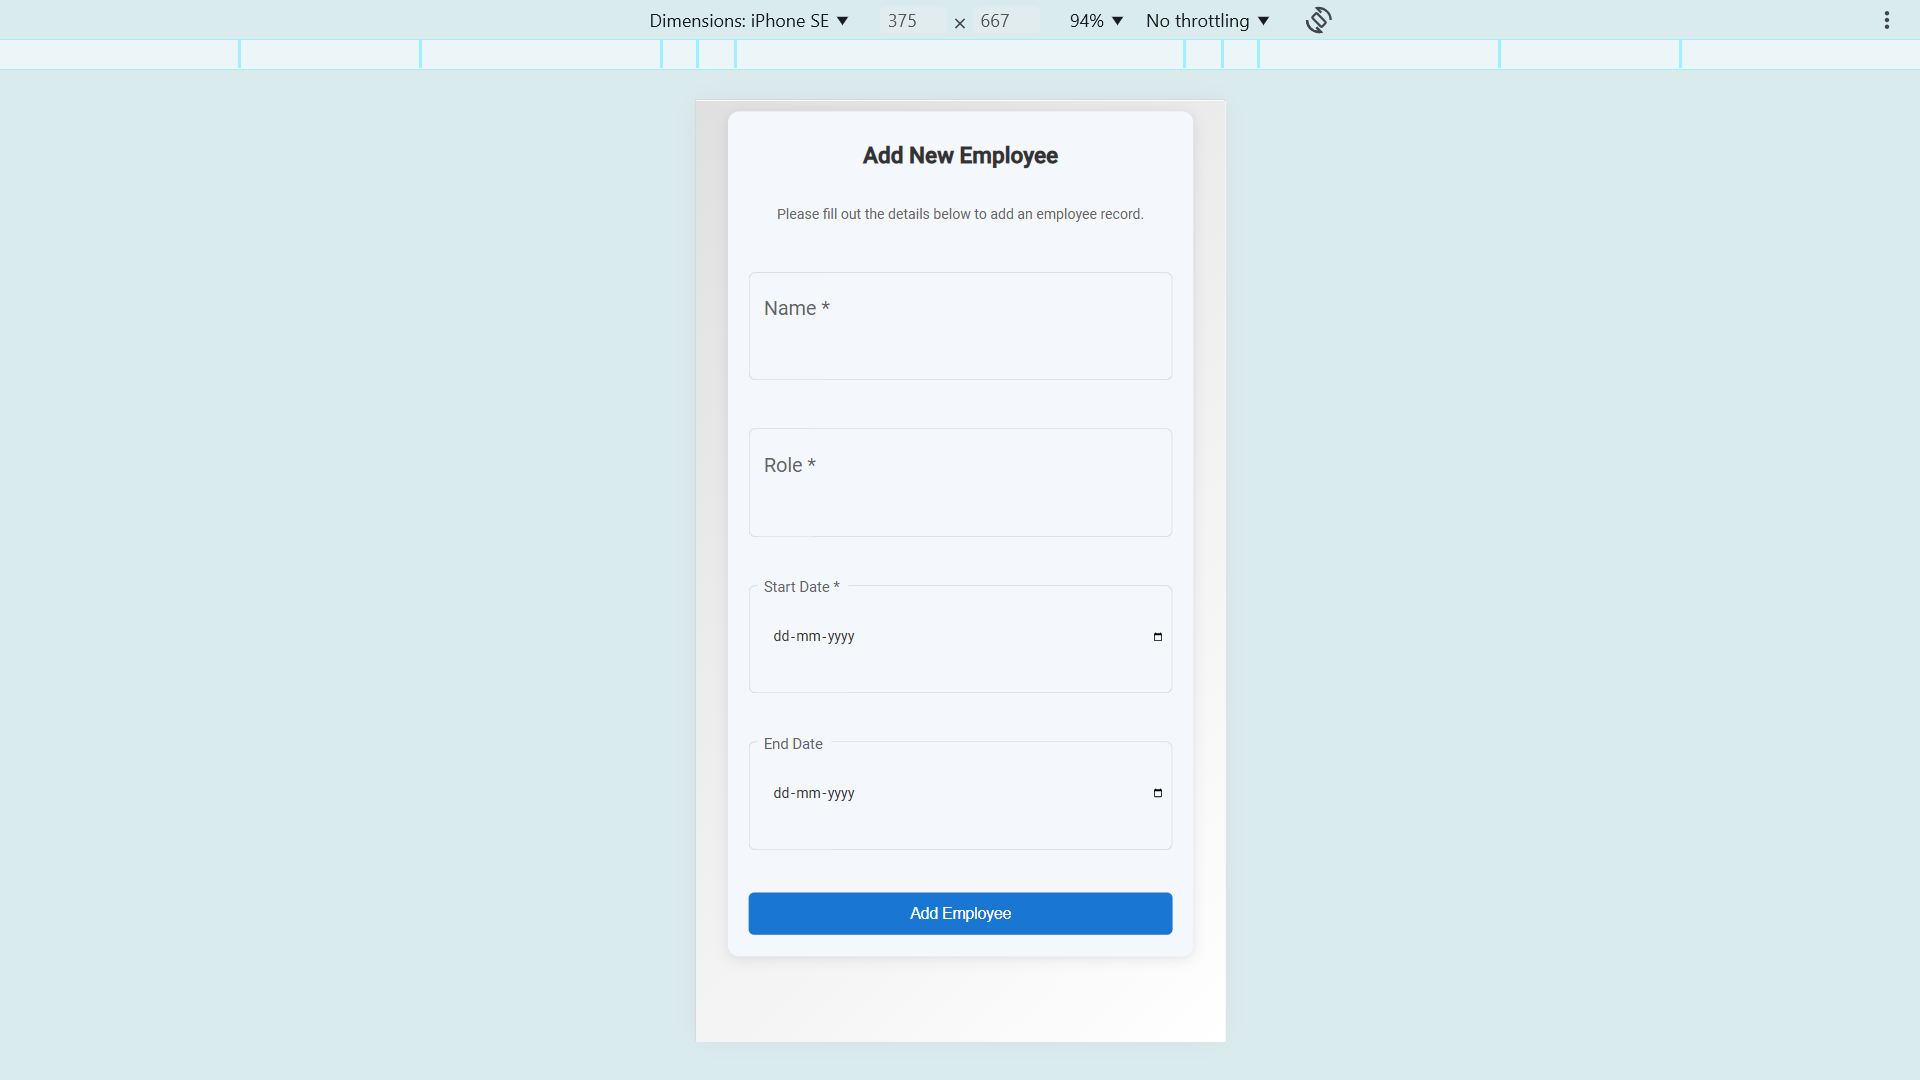 Dimensions: iPhone SE ▼ 375 × 667 94% ▼ No throttling ▼
Add New Employee
Please fill out the details below to add an employee record.
Name *
Role *
Start Date *
dd-mm-yyyy
End Date
dd-mm-yyyy
Add Employee